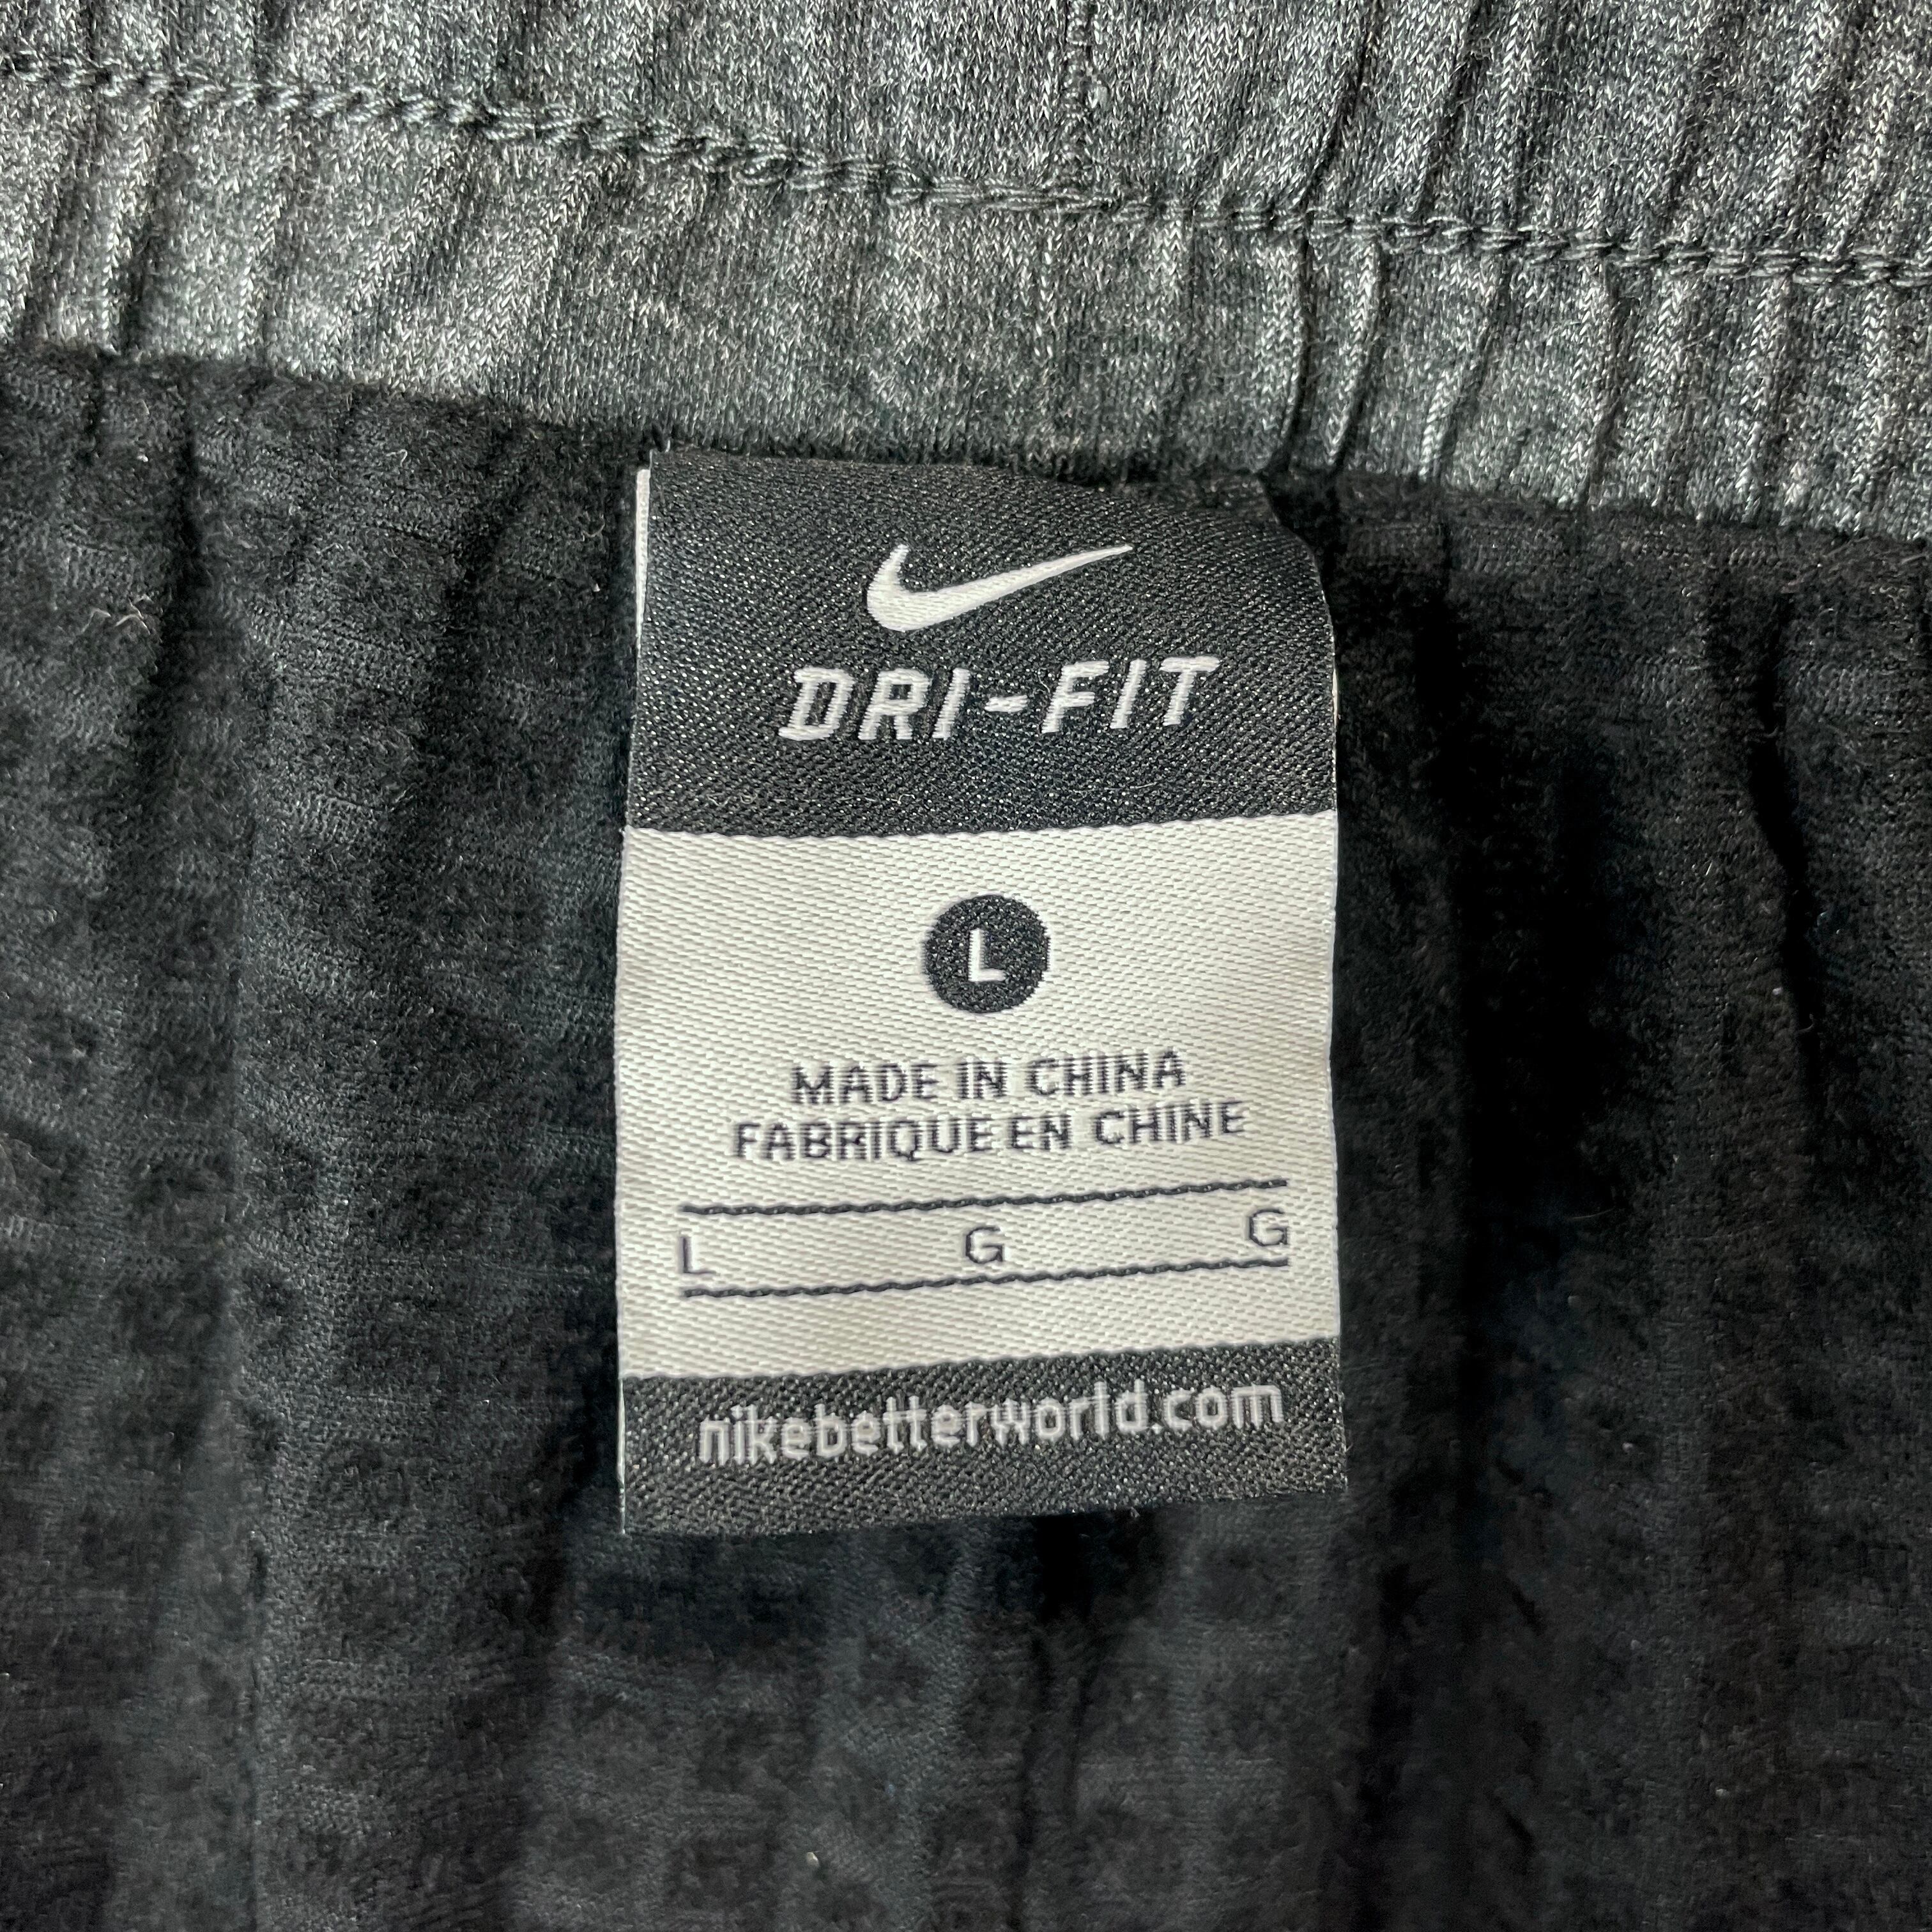 DRI-FIT
L
MADE IN CHINA
FABRIQUE EN CHINE
L G G
nikebetterworld.com